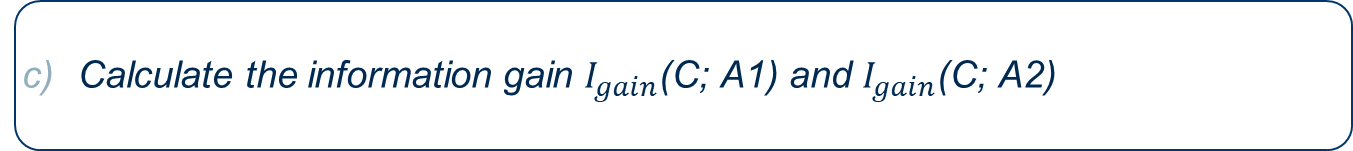 c) Calculate the information gain I_gain(C; A1) and I_gain(C; A2)